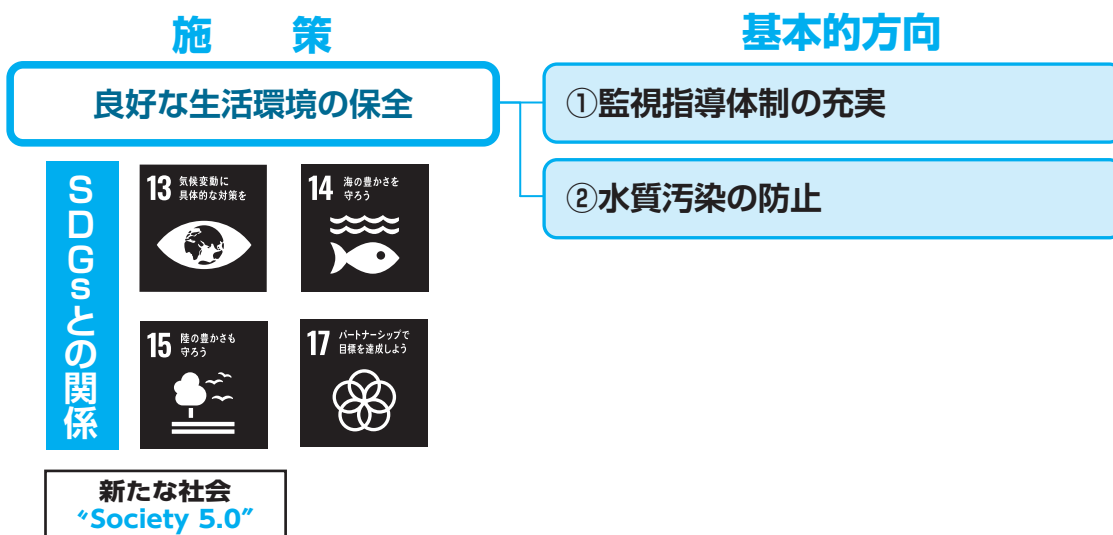 施　策
基本的方向
良好な生活環境の保全
①監視指導体制の充実
②水質汚染の防止
SDGsとの関係
13 気候変動に
具体的な対策を
14 海の豊かさを
守ろう
15 陸の豊かさも
守ろう
17 パートナーシップで
目標を達成しよう
新たな社会
“Society 5.0”